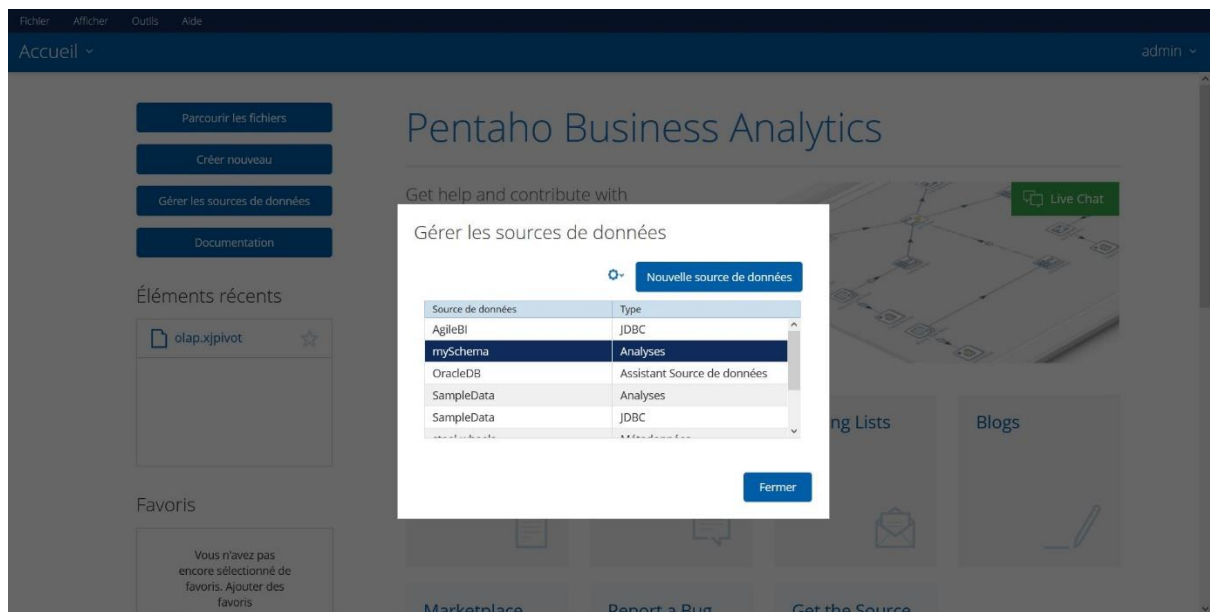 Fichier Afficher Outils Aide
Accueil admin
Parcourir les fichiers
Créer nouveau
Gérer les sources de données
Documentation
Éléments récents
olap.xjpivot
Favoris
Vous n'avez pas
encore sélectionné de
favoris. Ajouter des
favoris
Pentaho Business Analytics
Get help and contribute with
Live Chat
Gérer les sources de données
Nouvelle source de données
Source de données Type
AgileBI JDBC
mySchema Analyses
OracleDB Assistant Source de données
SampleData Analyses
SampleData JDBC
Fermer
Lists
Blogs
Marketplace
Report a Bug
Get the Source